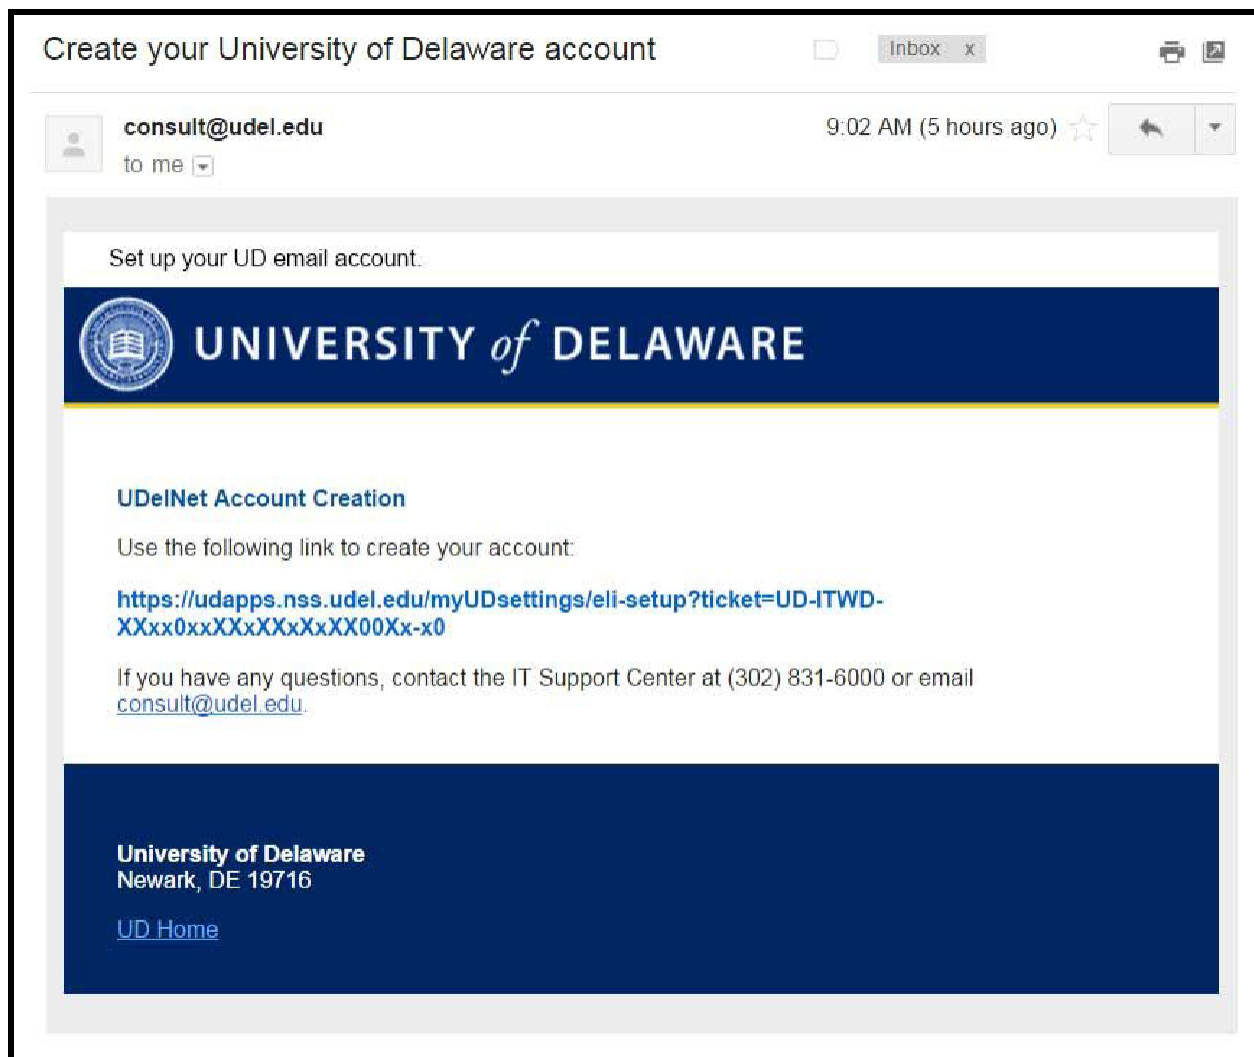 Create your University of Delaware account
Inbox x
consult@udel.edu
9:02 AM (5 hours ago)
to me
Set up your UD email account.
UNIVERSITY of DELAWARE
UDelNet Account Creation
Use the following link to create your account:
https://udapps.nss.udel.edu/myUDsettings/eli-setup?ticket=UD-ITWD-
XXxx0xxXXxXXxXxXX00Xx-x0
If you have any questions, contact the IT Support Center at (302) 831-6000 or email
consult@udel.edu.
University of Delaware
Newark, DE 19716
UD Home